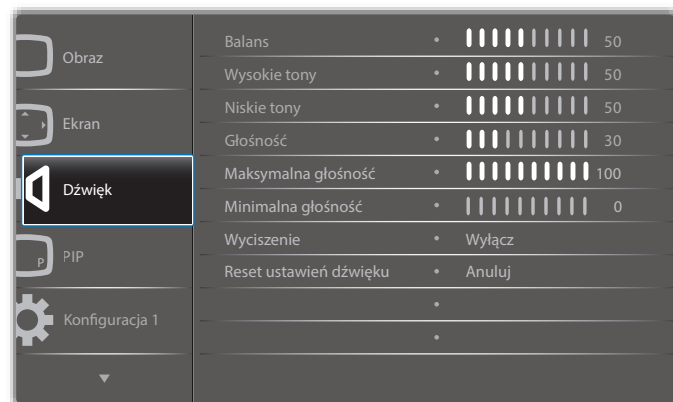 Obraz
Ekran
Dźwięk
P
PIP
Konfiguracja 1
Balans • 50
Wysokie tony • 50
Niskie tony • 50
Głośność • 30
Maksymalna głośność • 100
Minimalna głośność • 0
Wyciszenie • Wyłącz
Reset ustawień dźwięku • Anuluj
•
•